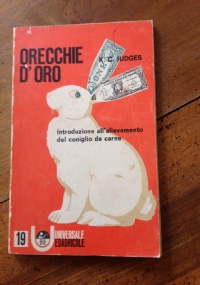 ORECCHIE
D'ORO
K. C. JUDGES
Introduzione all'allevamento
del coniglio da carne
19
UNIVERSALE
EDAGRICOLE